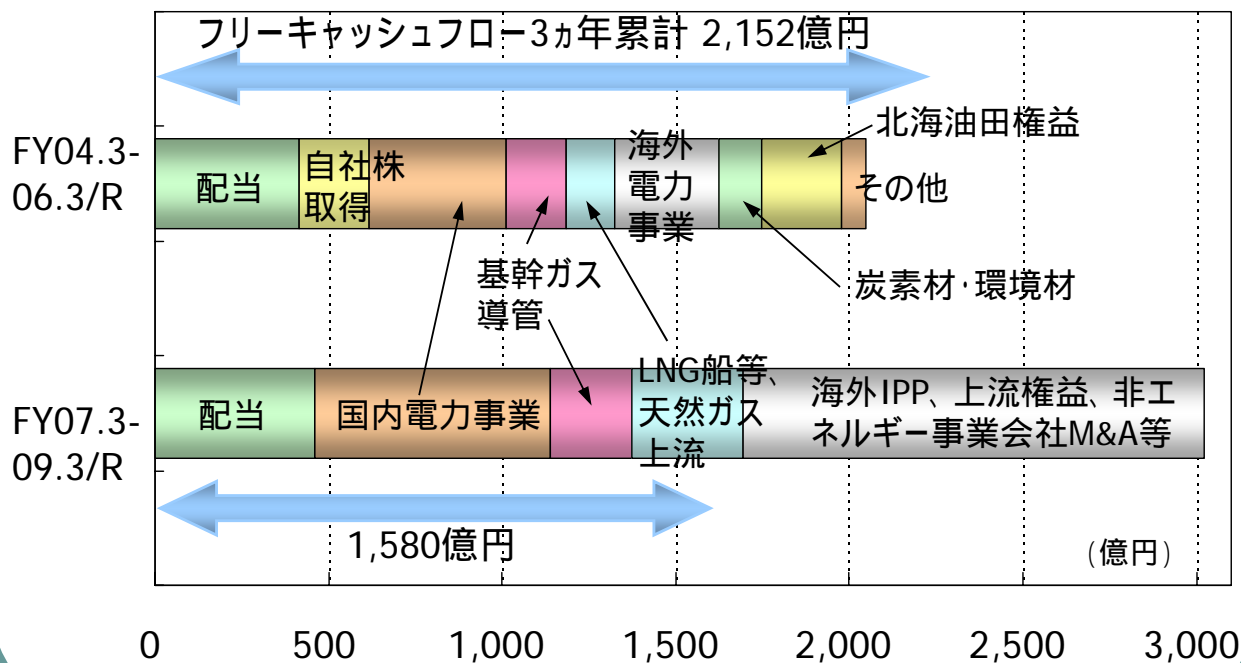 フリーキャッシュフロー3ヵ年累計 2,152億円
FY04.3-
06.3/R
配当
自社株
取得
海外
電力
事業
北海油田権益
その他
炭素材・環境材
基幹ガス
導管
FY07.3-
09.3/R
配当
国内電力事業
LNG船等、
天然ガス
上流
海外IPP、上流権益、非エ
ネルギー事業会社M&A等
1,580億円
(億円)
0 500 1,000 1,500 2,000 2,500 3,000